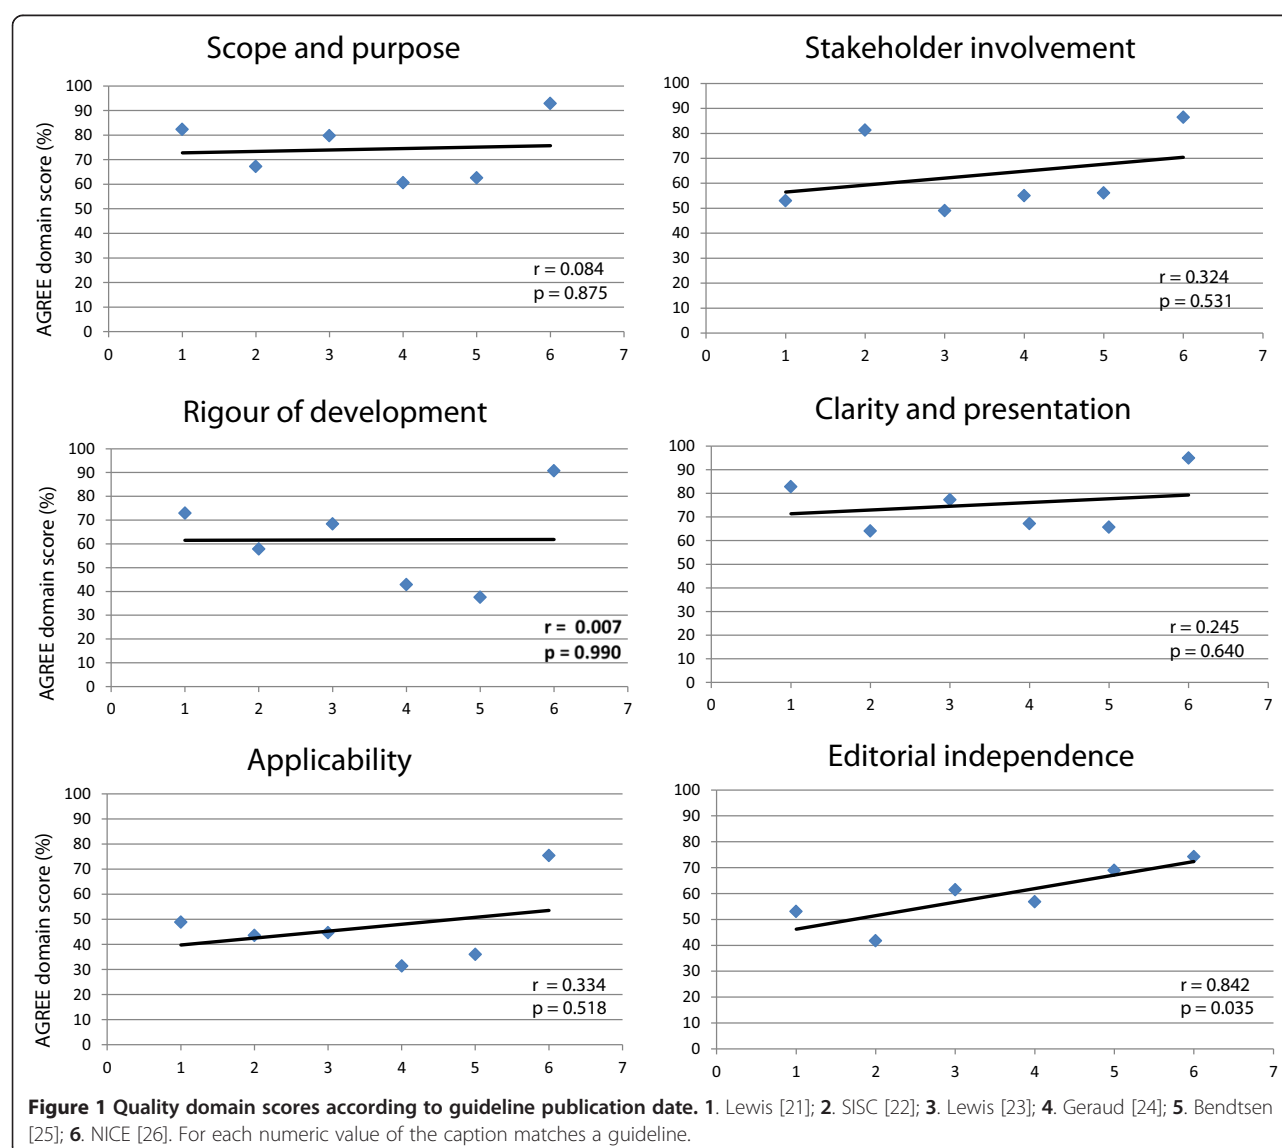 Scope and purpose
AGREE domain score (%)
100
90
80
70
60
50
40
30
20
10
0
0 1 2 3 4 5 6 7
r = 0.084
p = 0.875
Stakeholder involvement
100
90
80
70
60
50
40
30
20
10
0
0 1 2 3 4 5 6 7
r = 0.324
p = 0.531
Rigour of development
AGREE domain score (%)
100
90
80
70
60
50
40
30
20
10
0
0 1 2 3 4 5 6 7
r = 0.007
p = 0.990
Clarity and presentation
100
90
80
70
60
50
40
30
20
10
0
0 1 2 3 4 5 6 7
r = 0.245
p = 0.640
Applicability
AGREE domain score (%)
100
90
80
70
60
50
40
30
20
10
0
0 1 2 3 4 5 6 7
r = 0.334
p = 0.518
Editorial independence
100
90
80
70
60
50
40
30
20
10
0
0 1 2 3 4 5 6 7
r = 0.842
p = 0.035
Figure 1 Quality domain scores according to guideline publication date. 1. Lewis [21]; 2. SISC [22]; 3. Lewis [23]; 4. Geraud [24]; 5. Bendtsen
[25]; 6. NICE [26]. For each numeric value of the caption matches a guideline.